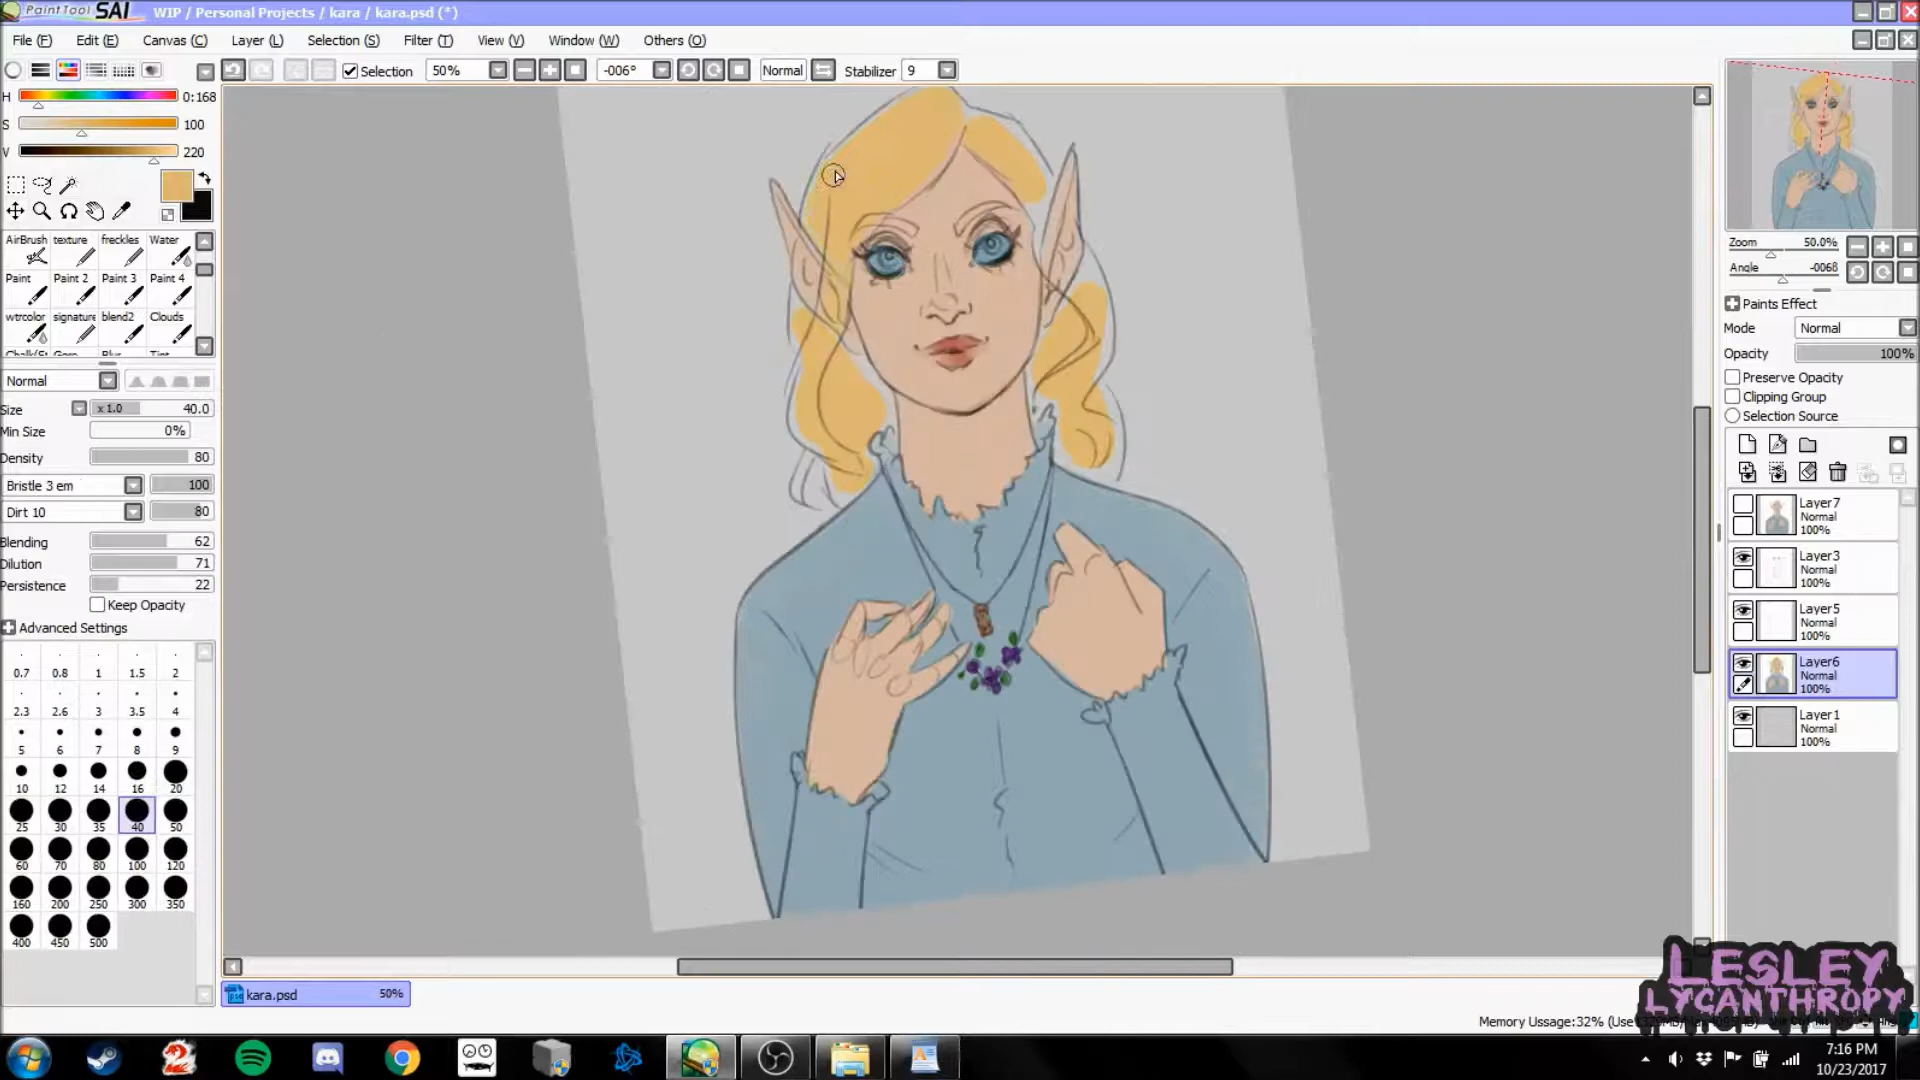 PaintTool SAI WIP / Personal Projects / kara / kara.psd (*)
File (F) Edit (E) Canvas (C) Layer (L) Selection (S) Filter (T) View (V) Window (W) Others (O)
Selection 50% -006° Normal Stabilizer 9
H 0:168
S 100
V 220
AirBrush texture freckles Water
Paint Paint 2 Paint 3 Paint 4
wtrcolor signature blend2 Clouds
Normal
Size x 1.0 40.0
Min Size 0%
Density 80
Bristle 3 em 100
Dirt 10 80
Blending 62
Dilution 71
Persistence 22
Keep Opacity
Advanced Settings
0.7 0.8 1 1.5 2
2.3 2.6 3 3.5 4
5 6 7 8 9
10 12 14 16 20
25 30 35 40 50
60 70 80 100 120
160 200 250 300 350
400 450 500
Zoom 50.0%
Angle -006ß
Paints Effect
Mode Normal
Opacity 100%
Preserve Opacity
Clipping Group
Selection Source
Layer7
Normal
100%
Layer3
Normal
100%
Layer5
Normal
100%
Layer6
Normal
100%
Layer1
Normal
100%
kara.psd 50%
LESLEY
LYCANTHROPY
Memory Ussage:32%
7:16 PM
10/23/2017